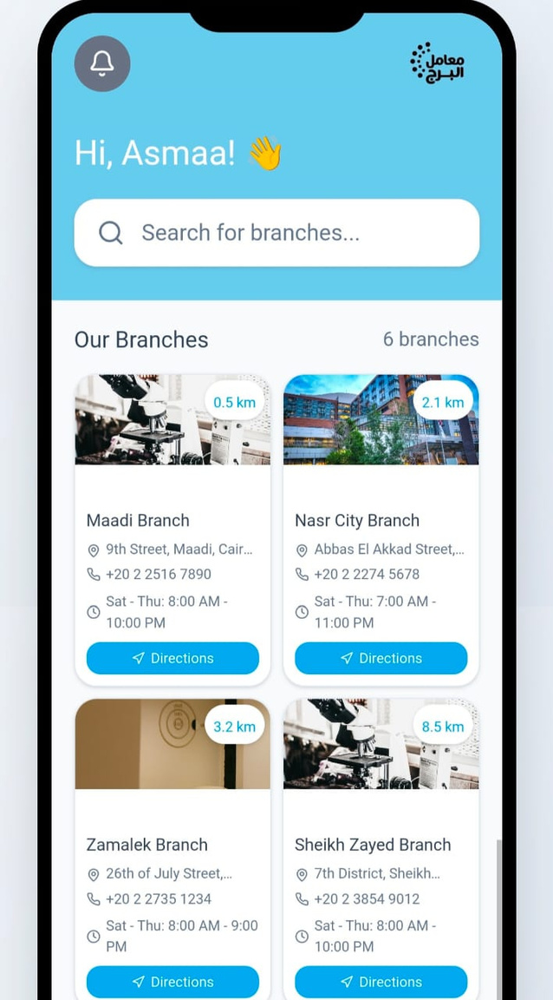 معامل
البرج
Hi, Asmaa! 👋
Search for branches...
Our Branches
6 branches
0.5 km
Maadi Branch
9th Street, Maadi, Cair...
+20 2 2516 7890
Sat - Thu: 8:00 AM -
10:00 PM
Directions
2.1 km
Nasr City Branch
Abbas El Akkad Street,...
+20 2 2274 5678
Sat - Thu: 7:00 AM -
11:00 PM
Directions
3.2 km
Zamalek Branch
26th of July Street,...
+20 2 2735 1234
Sat - Thu: 8:00 AM - 9:00
PM
Directions
8.5 km
Sheikh Zayed Branch
7th District, Sheikh...
+20 2 3854 9012
Sat - Thu: 8:00 AM -
10:00 PM
Directions